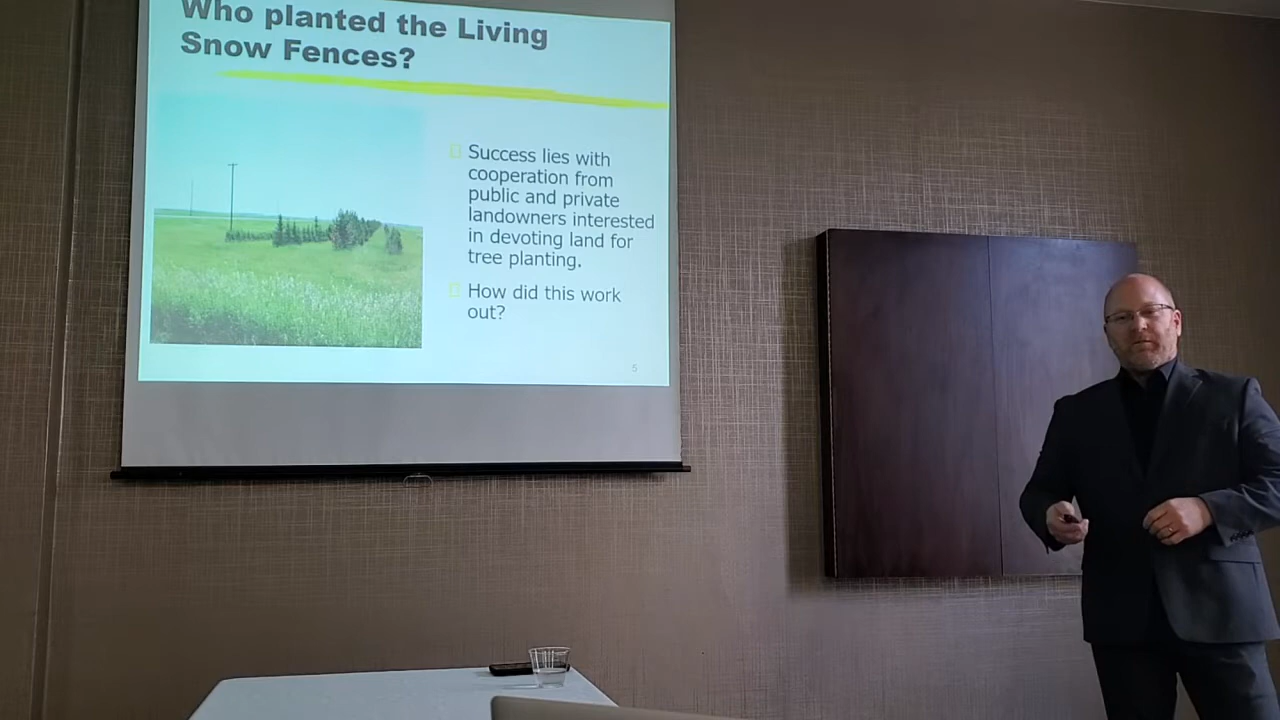 Who planted the Living
Snow Fences?
Success lies with
cooperation from
public and private
landowners interested
in devoting land for
tree planting.
How did this work
out?
5